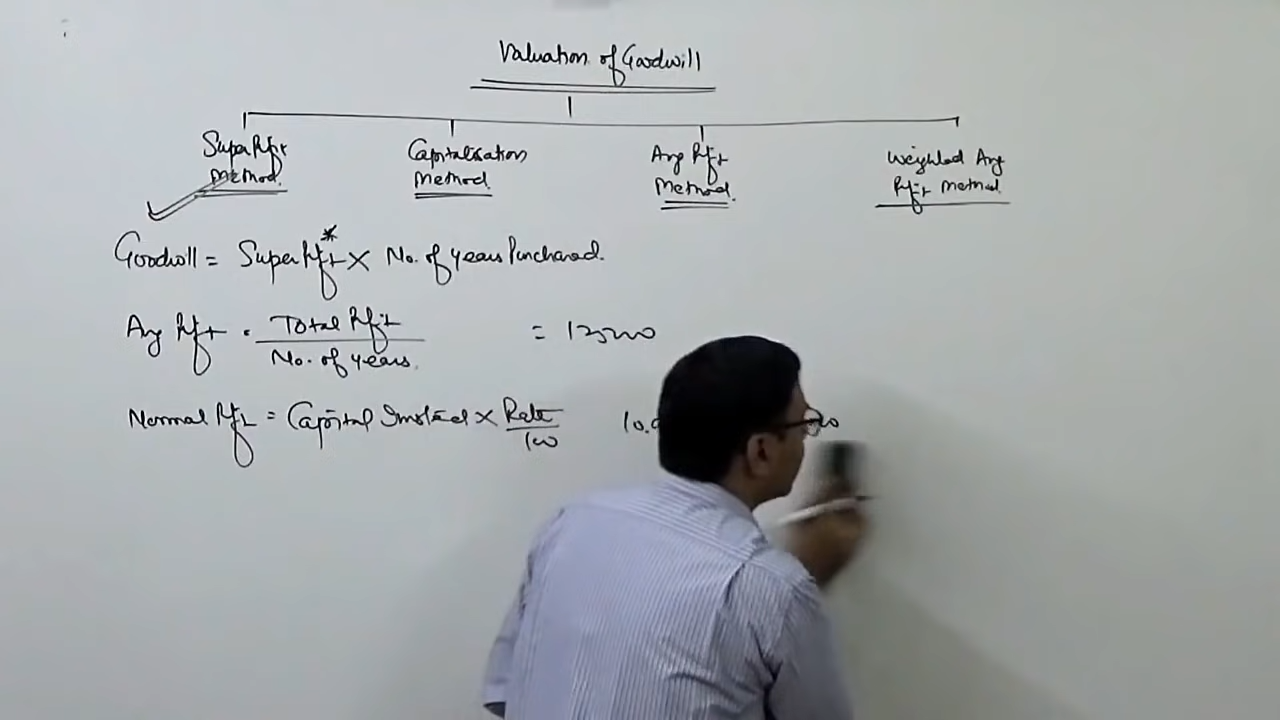 Valuation of Goodwill
Super Pft Method.
Capitalisation Method.
Avg Pft Method.
Weighted Avg Pft Method
Goodwill = Super Pft* × No. of years Purchased.
Avg Pft = Total Pft / No. of years.
Normal Pft = Capital Invested × Rate / 100